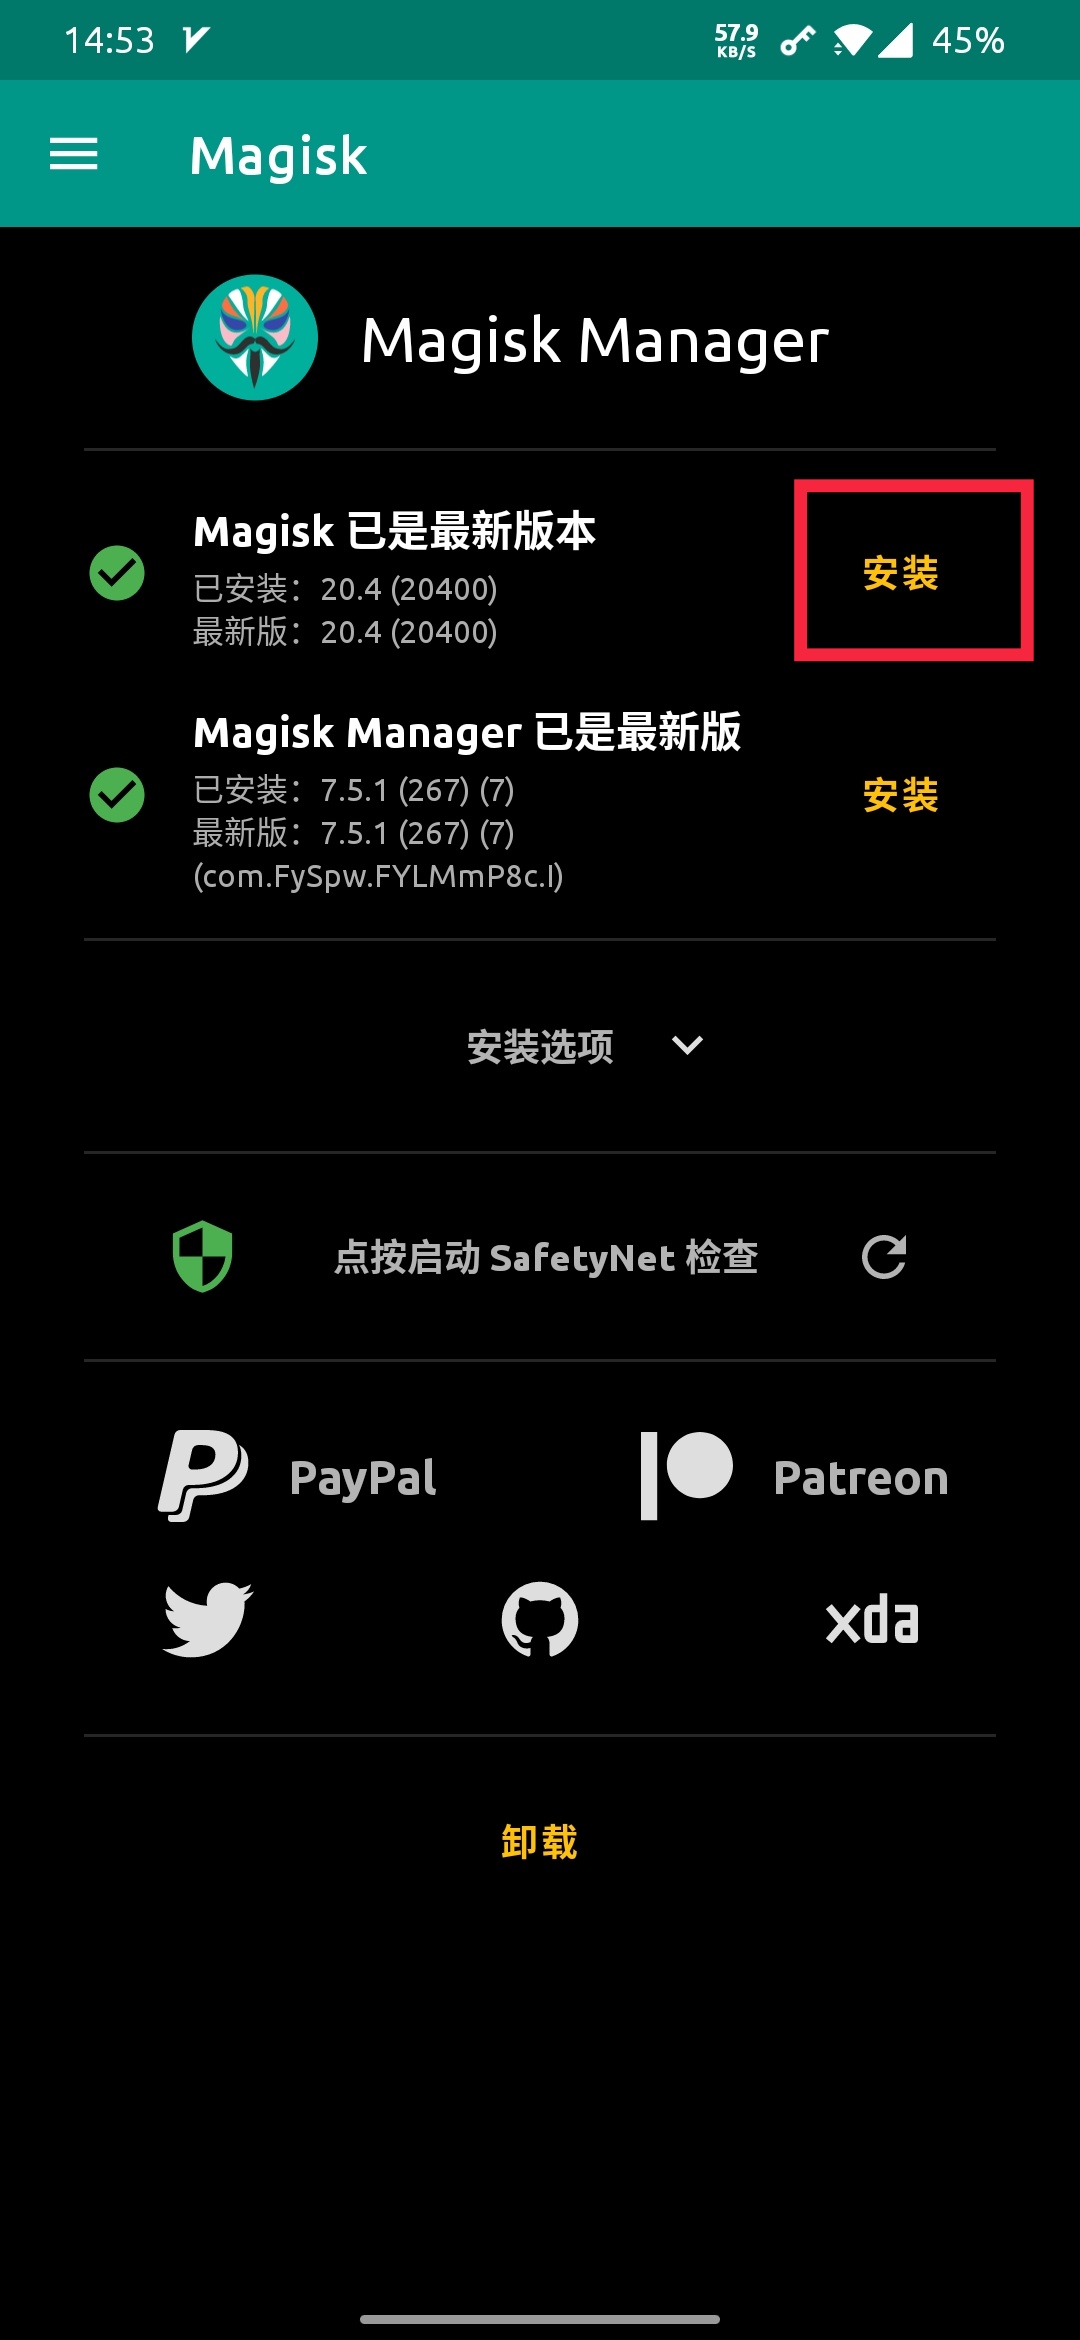 14:53
57.9
KB/S
45%
Magisk
Magisk Manager
Magisk 已是最新版本
已安装：20.4 (20400)
最新版：20.4 (20400)
安装
Magisk Manager 已是最新版
已安装：7.5.1 (267) (7)
最新版：7.5.1 (267) (7)
(com.FySpw.FYLMmP8c.I)
安装
安装选项
点按启动 SafetyNet 检查
PayPal
Patreon
xda
卸载